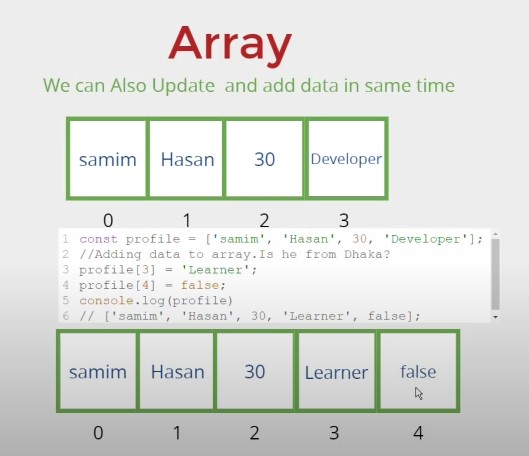 Array
We can Also Update and add data in same time
samim Hasan 30 Developer
0 1 2 3
1 const profile = ['samim', 'Hasan', 30, 'Developer'];
2 //Adding data to array.Is he from Dhaka?
3 profile[3] = 'Learner';
4 profile[4] = false;
5 console.log(profile)
6 // ['samim', 'Hasan', 30, 'Learner', false];
samim Hasan 30 Learner false
0 1 2 3 4